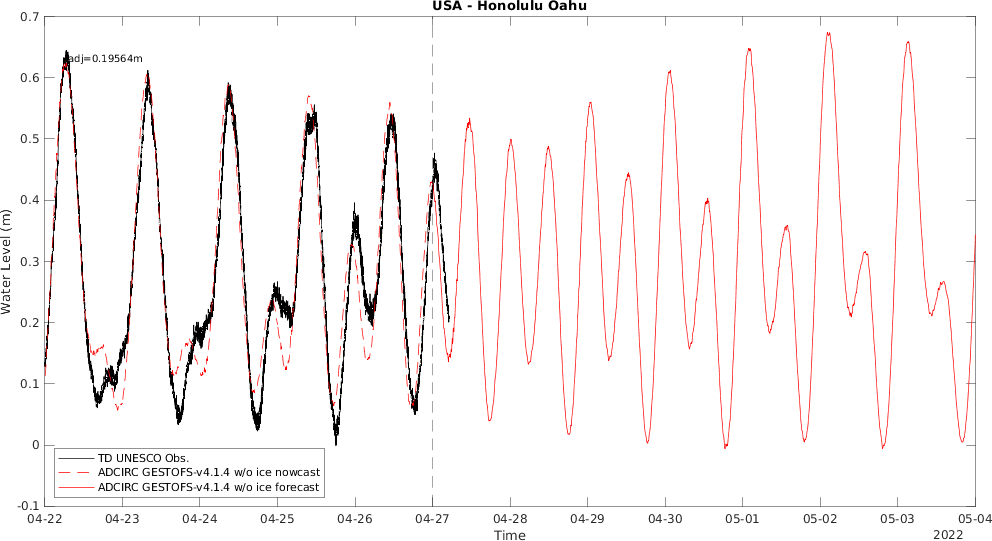 USA - Honolulu Oahu
0.7
adj=0.19564m
0.6
0.5
0.4
0.3
0.2
0.1
0
-0.1
Water Level (m)
TD UNESCO Obs.
ADCIRC GESTOFS-v4.1.4 w/o ice nowcast
ADCIRC GESTOFS-v4.1.4 w/o ice forecast
04-22 04-23 04-24 04-25 04-26 04-27 04-28 04-29 04-30 05-01 05-02 05-03 05-04
Time
2022